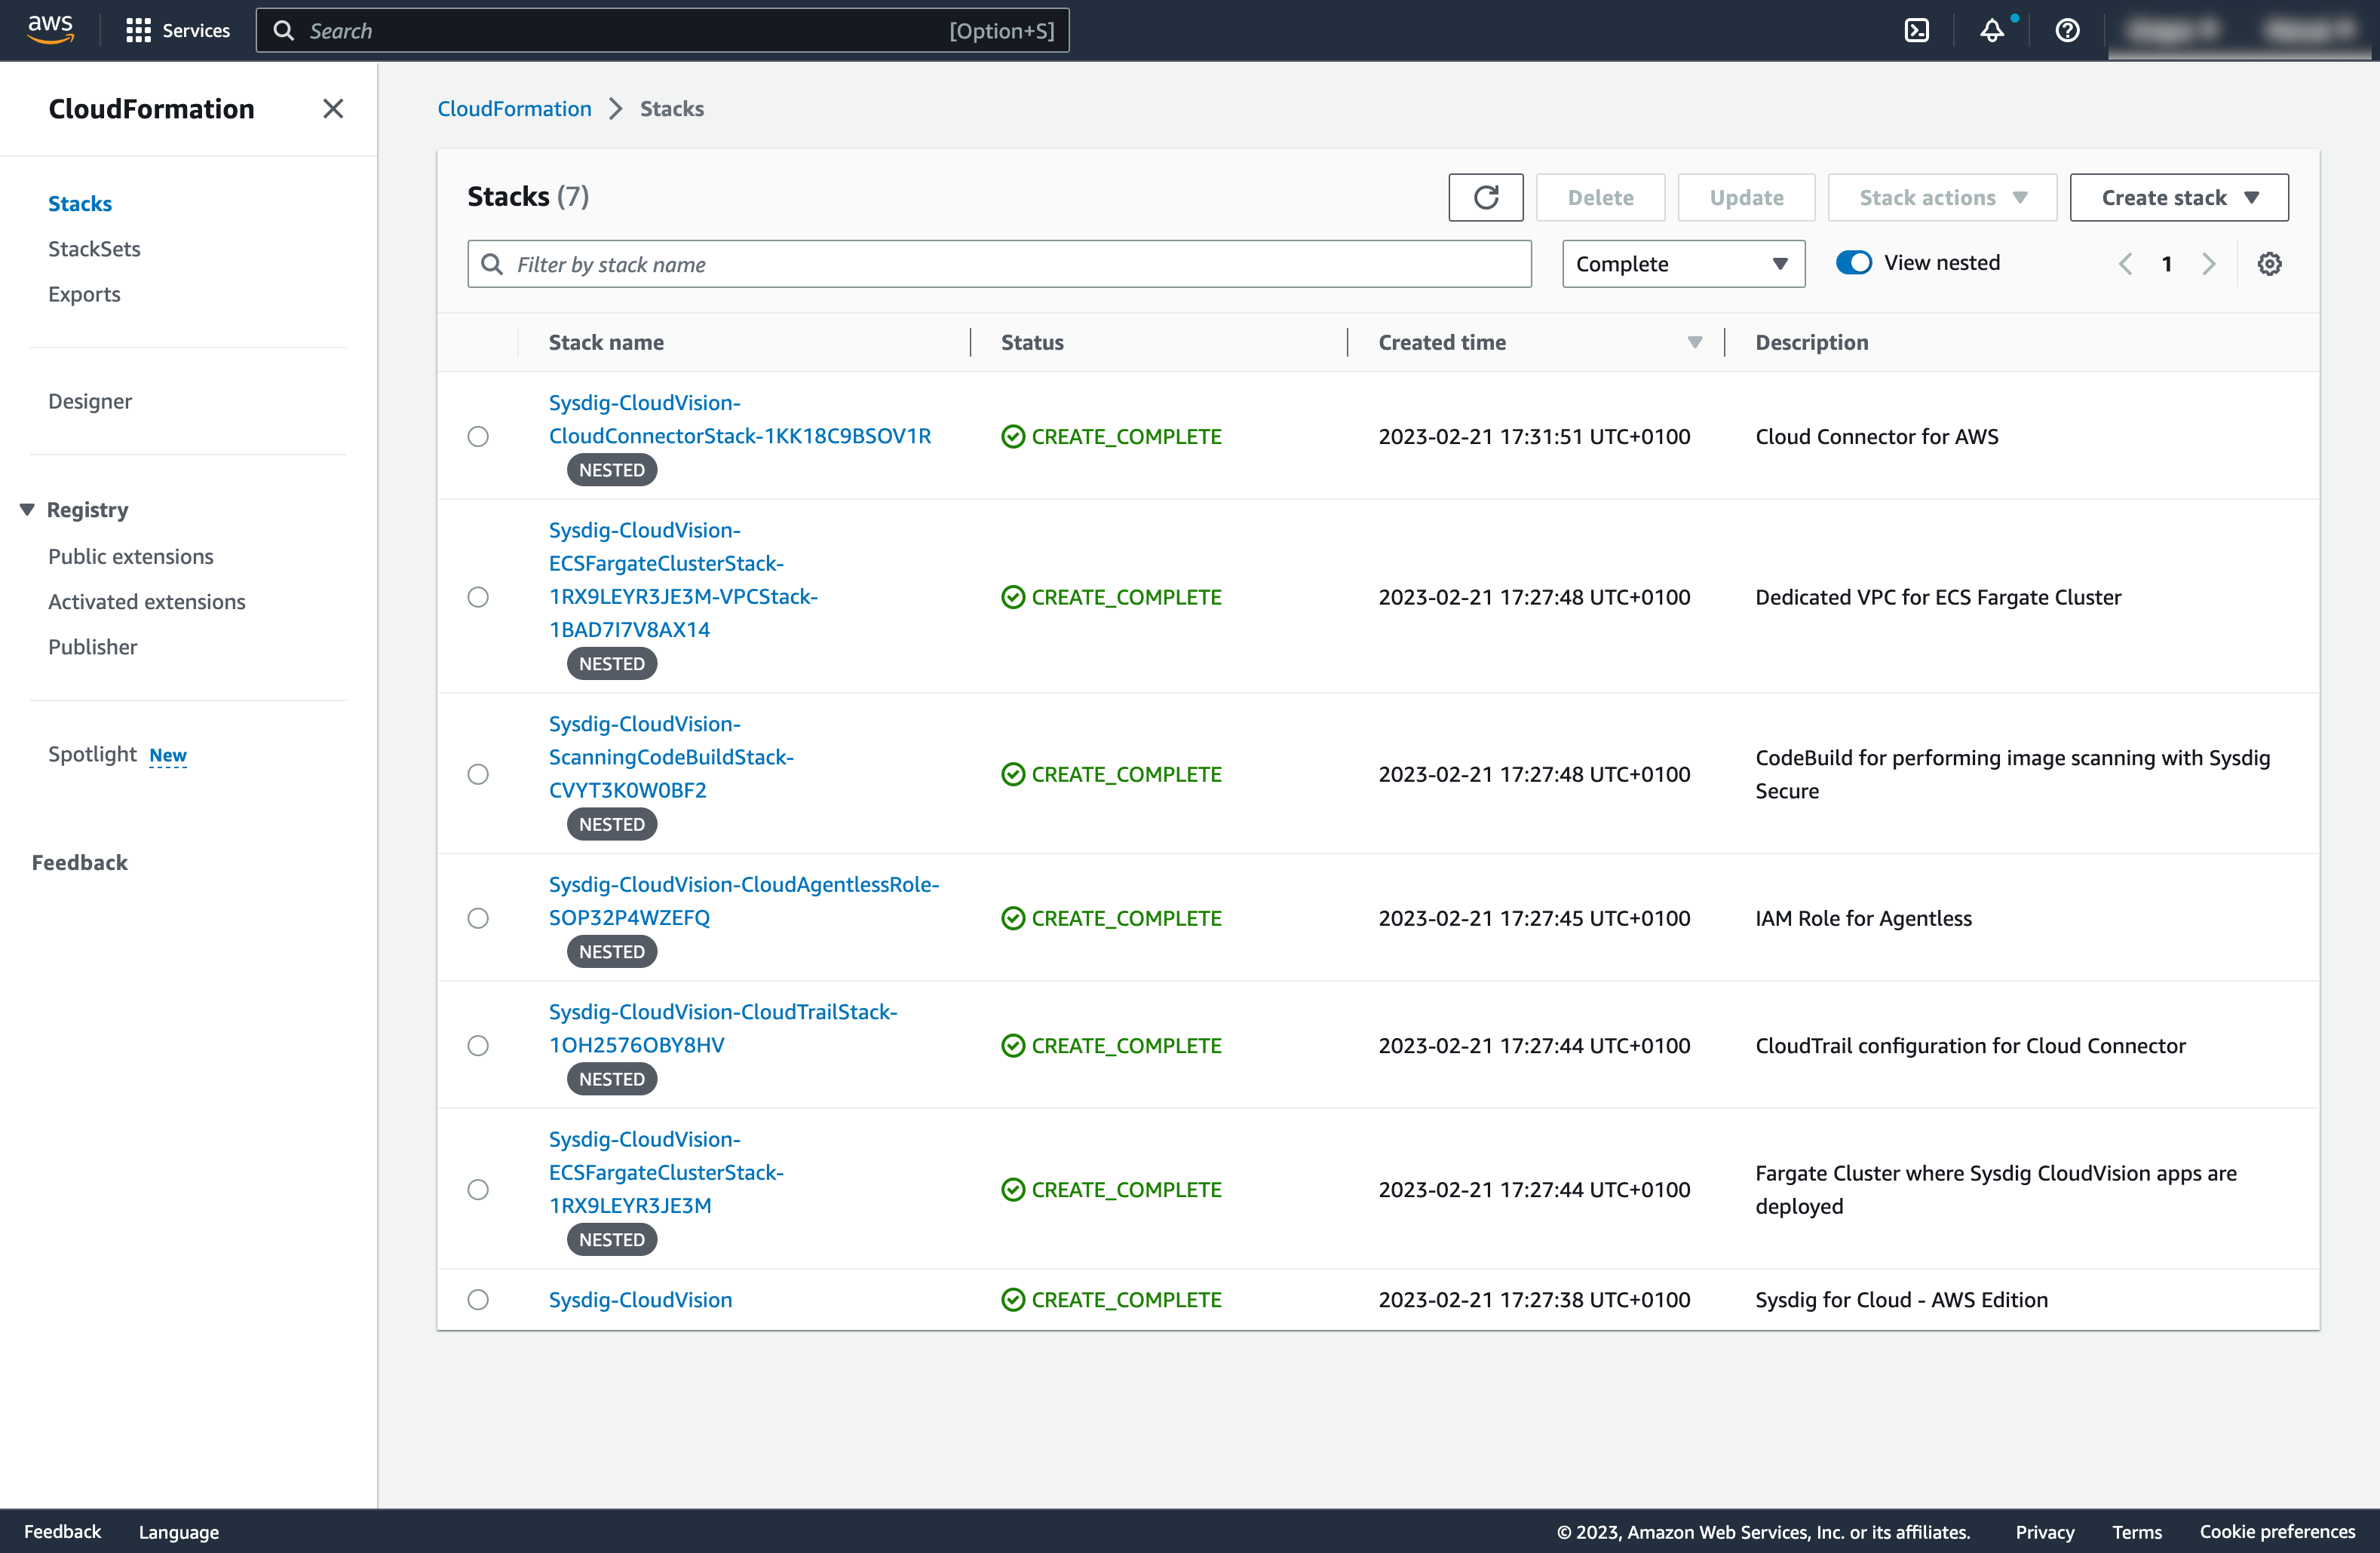 aws
Services
Search
[Option+S]
CloudFormation
Stacks
StackSets
Exports
Designer
Registry
Public extensions
Activated extensions
Publisher
Spotlight New
Feedback
CloudFormation > Stacks
Stacks (7)
Delete
Update
Stack actions
Create stack
Filter by stack name
Complete
View nested
1
Stack name
Status
Created time
Description
Sysdig-CloudVision-
CloudConnectorStack-1KK18C9BSOV1R
NESTED
CREATE_COMPLETE
2023-02-21 17:31:51 UTC+0100
Cloud Connector for AWS
Sysdig-CloudVision-
ECSFargateClusterStack-
1RX9LEYR3JE3M-VPCStack-
1BAD7I7V8AX14
NESTED
CREATE_COMPLETE
2023-02-21 17:27:48 UTC+0100
Dedicated VPC for ECS Fargate Cluster
Sysdig-CloudVision-
ScanningCodeBuildStack-
CVYT3K0W0BF2
NESTED
CREATE_COMPLETE
2023-02-21 17:27:48 UTC+0100
CodeBuild for performing image scanning with Sysdig
Secure
Sysdig-CloudVision-CloudAgentlessRole-
SOP32P4WZEFQ
NESTED
CREATE_COMPLETE
2023-02-21 17:27:45 UTC+0100
IAM Role for Agentless
Sysdig-CloudVision-CloudTrailStack-
1OH2576OBY8HV
NESTED
CREATE_COMPLETE
2023-02-21 17:27:44 UTC+0100
CloudTrail configuration for Cloud Connector
Sysdig-CloudVision-
ECSFargateClusterStack-
1RX9LEYR3JE3M
NESTED
CREATE_COMPLETE
2023-02-21 17:27:44 UTC+0100
Fargate Cluster where Sysdig CloudVision apps are
deployed
Sysdig-CloudVision
CREATE_COMPLETE
2023-02-21 17:27:38 UTC+0100
Sysdig for Cloud - AWS Edition
Feedback
Language
© 2023, Amazon Web Services, Inc. or its affiliates.
Privacy
Terms
Cookie preferences